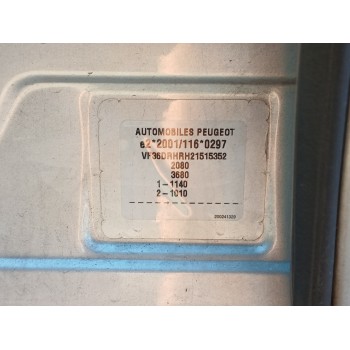 AUTOMOBILES PEUGEOT
e2*2001/116*0297
VF36DRHRH21515352
2080
3680
1-1140
2-1010